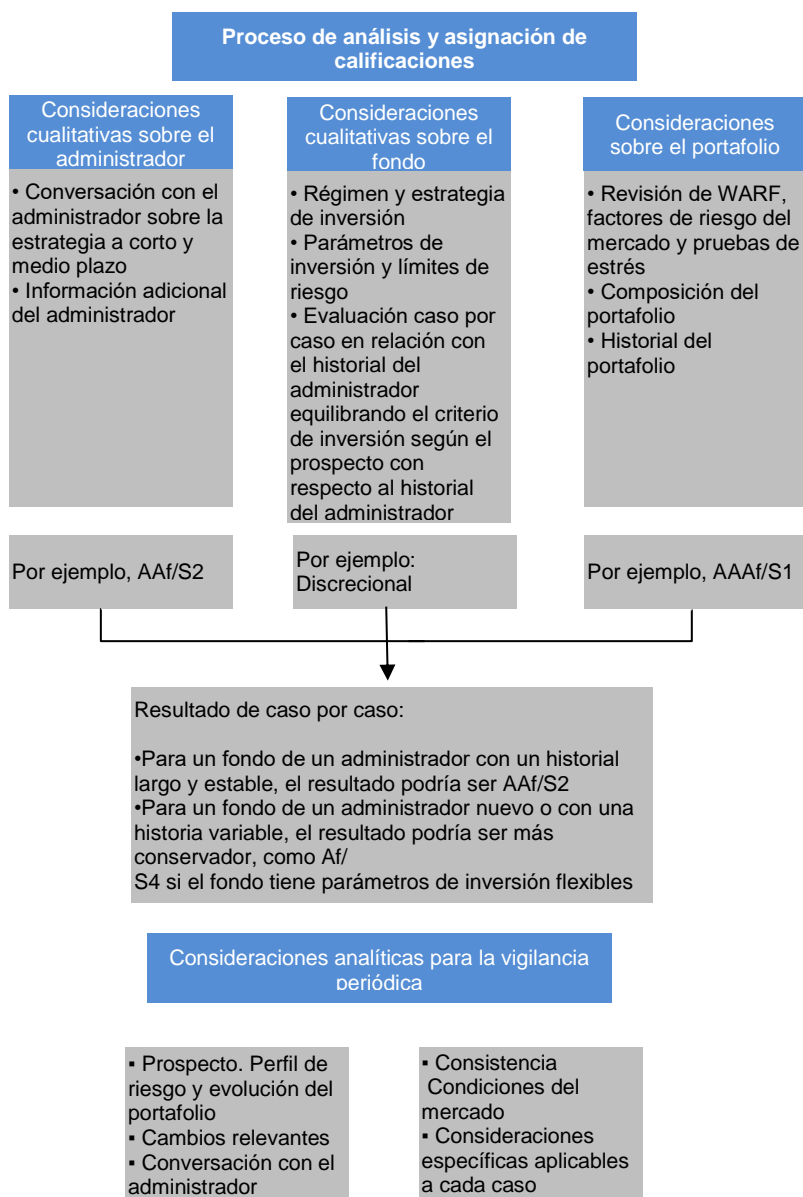 Proceso de análisis y asignación de
calificaciones
Consideraciones
cualitativas sobre el
administrador
• Conversación con el
administrador sobre la
estrategia a corto y
medio plazo
• Información adicional
del administrador
Por ejemplo, AAf/S2
Consideraciones
cualitativas sobre el
fondo
• Régimen y estrategia
de inversión
• Parámetros de
inversión y límites de
riesgo
• Evaluación caso por
caso en relación con
el historial del
administrador
equilibrando el criterio
de inversión según el
prospecto con
respecto al historial
del administrador
Por ejemplo:
Discrecional
Consideraciones
sobre el portafolio
• Revisión de WARF,
factores de riesgo del
mercado y pruebas de
estrés
• Composición del
portafolio
• Historial del
portafolio
Por ejemplo, AAAf/S1
Resultado de caso por caso:
•Para un fondo de un administrador con un historial
largo y estable, el resultado podría ser AAf/S2
•Para un fondo de un administrador nuevo o con una
historia variable, el resultado podría ser más
conservador, como Af/
S4 si el fondo tiene parámetros de inversión flexibles
Consideraciones analíticas para la vigilancia
periódica
▪ Prospecto. Perfil de
riesgo y evolución del
portafolio
▪ Cambios relevantes
▪ Conversación con el
administrador
▪ Consistencia
Condiciones del
mercado
▪ Consideraciones
específicas aplicables
a cada caso